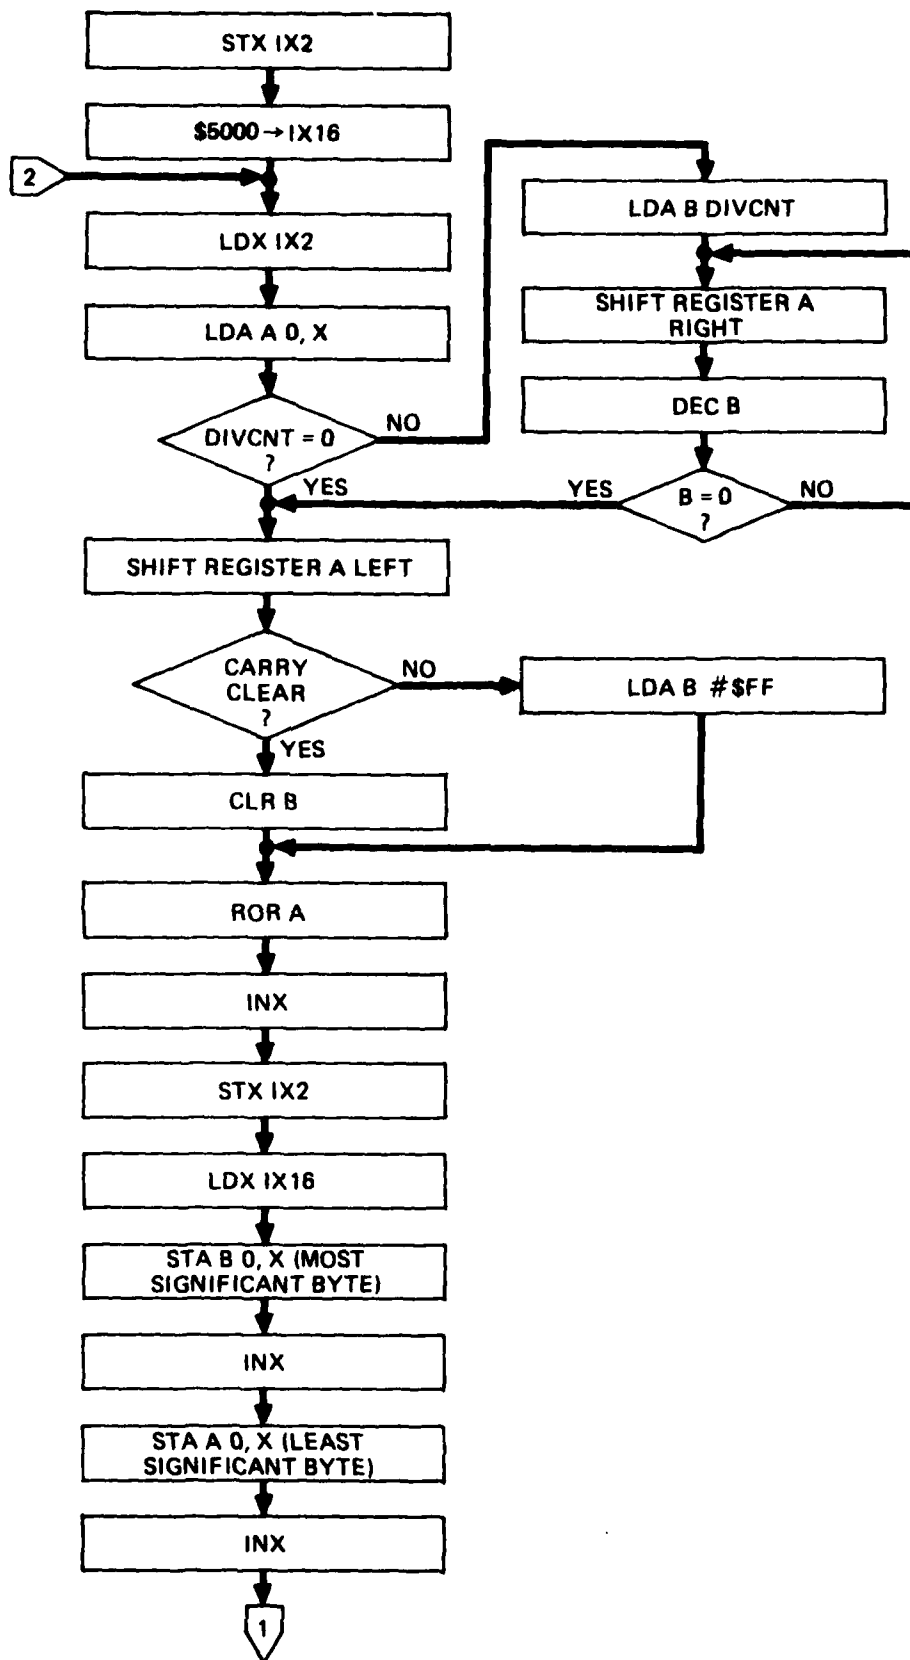 STX IX2
$5000 → IX16
2
LDX IX2
LDA A 0, X
DIVCNT = 0
?
NO
YES
LDA B DIVCNT
SHIFT REGISTER A
RIGHT
DEC B
B = 0
?
YES
NO
SHIFT REGISTER A LEFT
CARRY
CLEAR
?
NO
YES
LDA B #$FF
CLR B
ROR A
INX
STX IX2
LDX IX16
STA B 0, X (MOST
SIGNIFICANT BYTE)
INX
STA A 0, X (LEAST
SIGNIFICANT BYTE)
INX
1